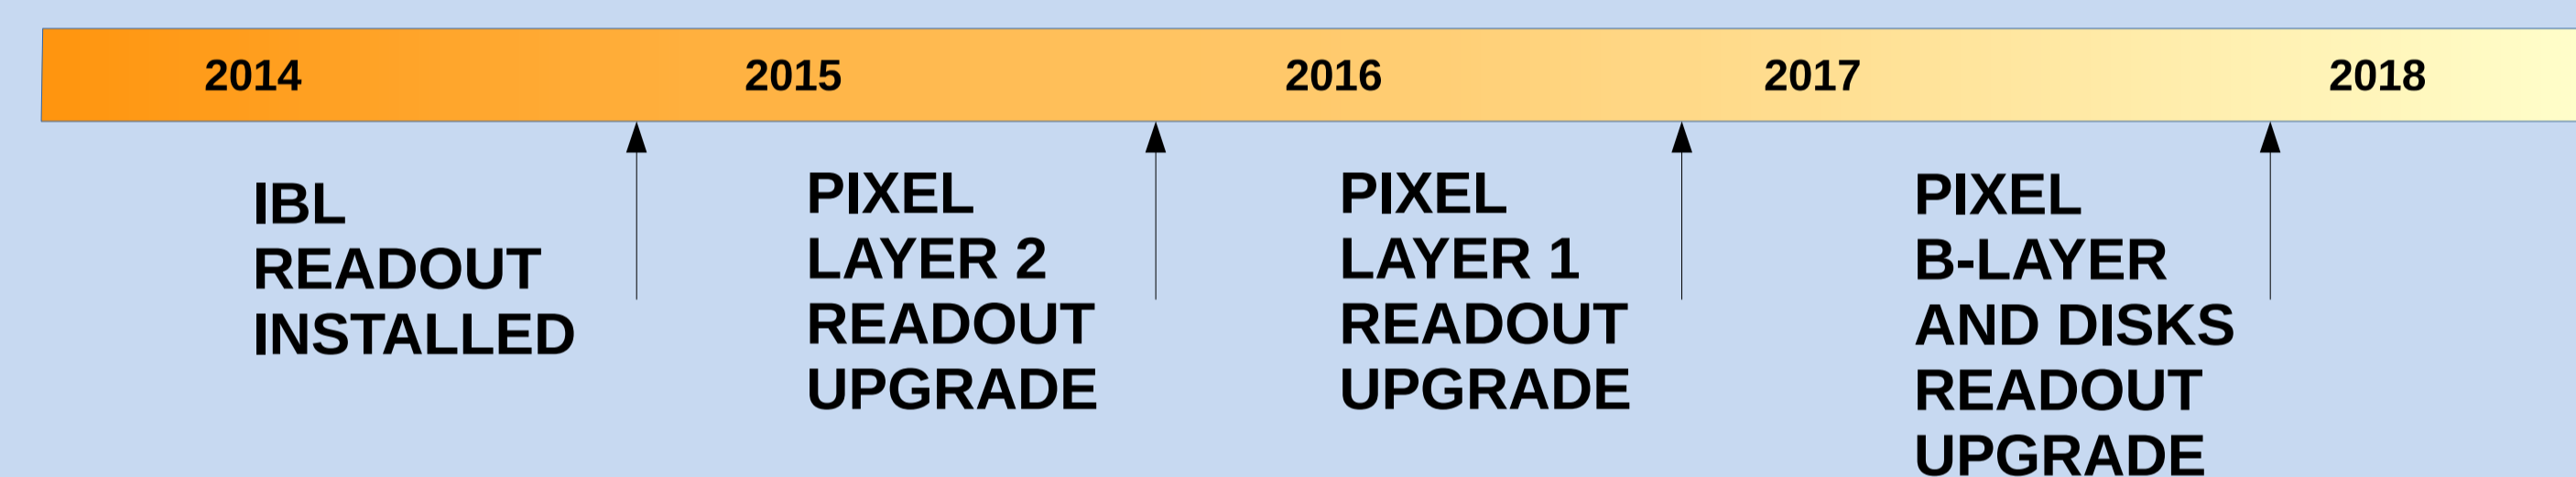 2014 2015 2016 2017 2018
IBL
READOUT
INSTALLED
PIXEL
LAYER 2
READOUT
UPGRADE
PIXEL
LAYER 1
READOUT
UPGRADE
PIXEL
B-LAYER
AND DISKS
READOUT
UPGRADE